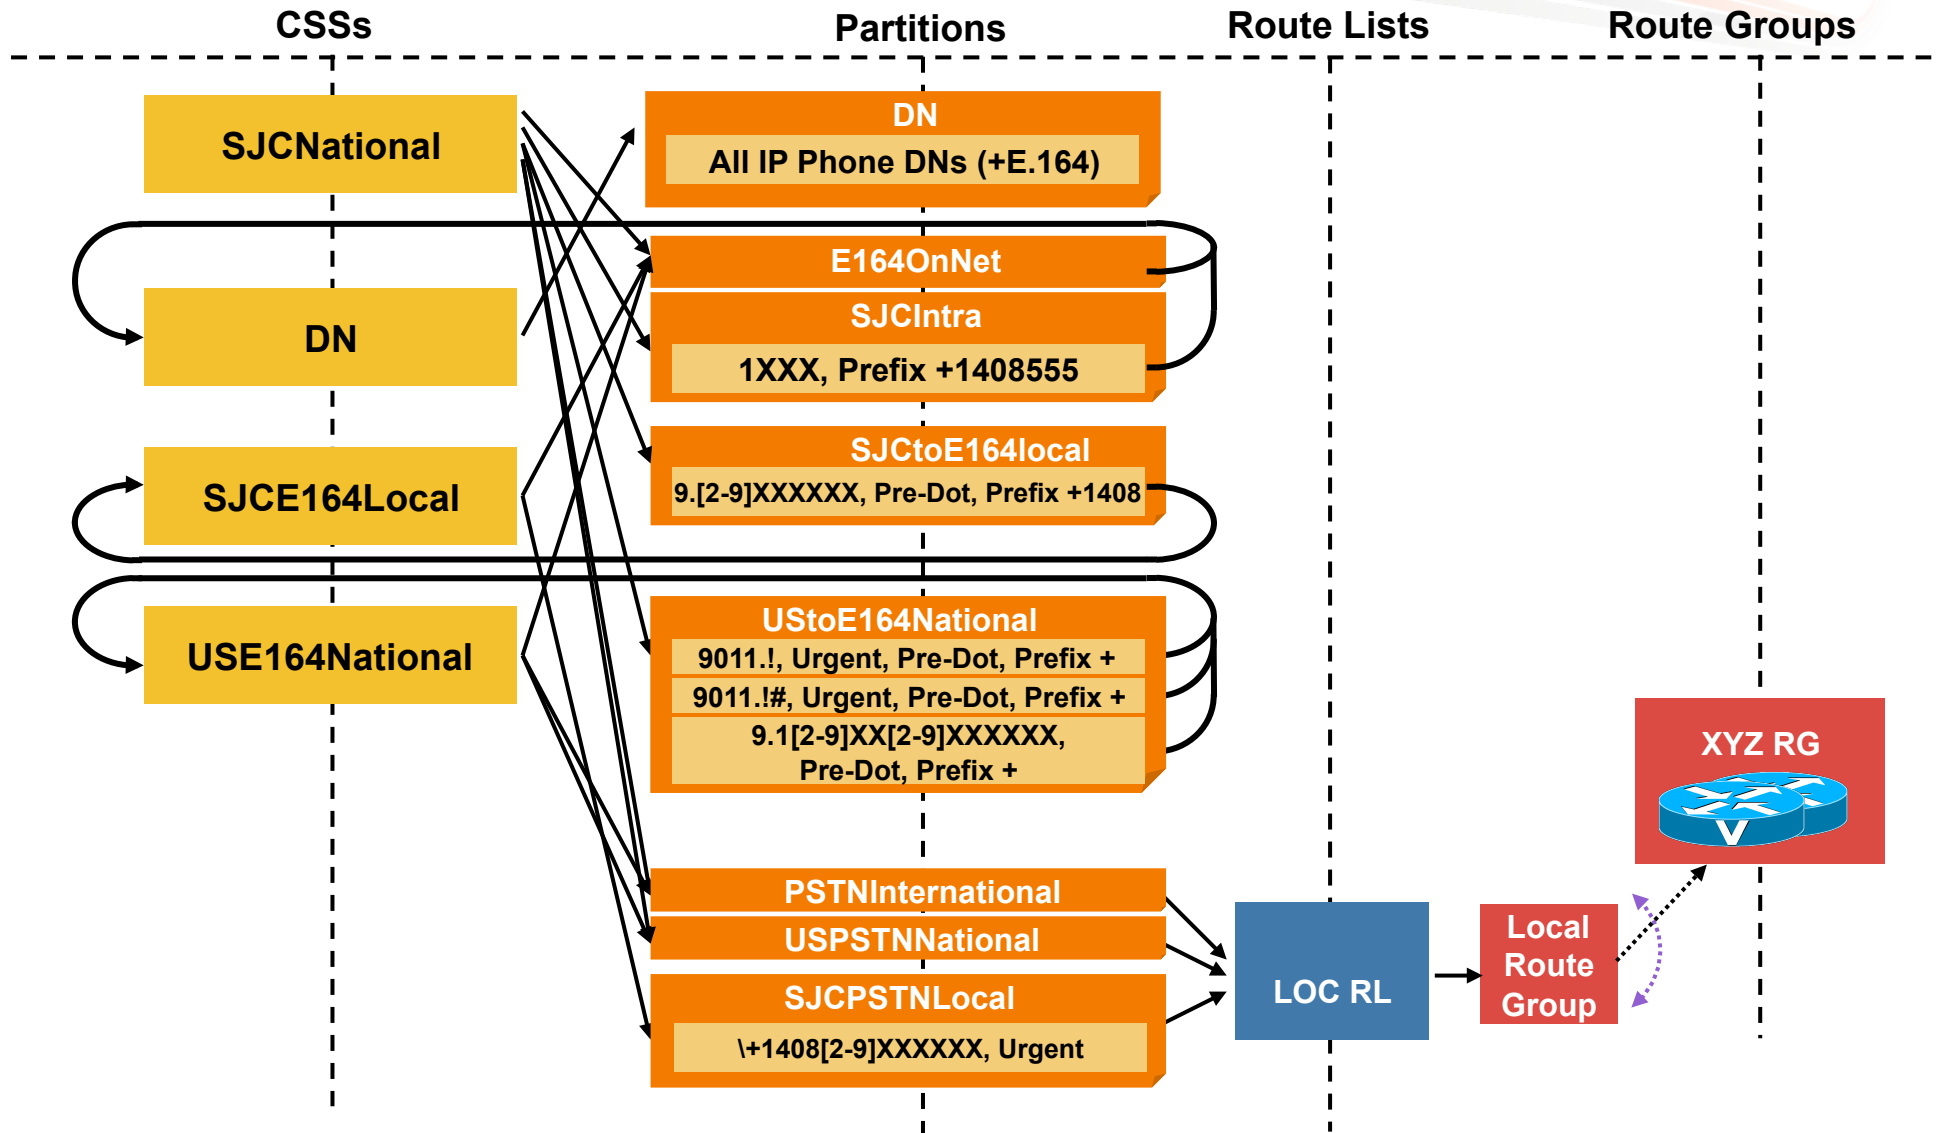 CSSs
Partitions
Route Lists
Route Groups
SJCNational
DN
SJCE164Local
USE164National
DN
All IP Phone DNs (+E.164)
E164OnNet
SJCIntra
1XXX, Prefix +1408555
SJCtoE164local
9.[2-9]XXXXXX, Pre-Dot, Prefix +1408
UStoE164National
9011.!, Urgent, Pre-Dot, Prefix +
9011.!#, Urgent, Pre-Dot, Prefix +
9.1[2-9]XX[2-9]XXXXXX,
Pre-Dot, Prefix +
PSTNInternational
USPSTNNational
SJCPSTNLocal
\+1408[2-9]XXXXXX, Urgent
LOC RL
Local
Route
Group
XYZ RG
V